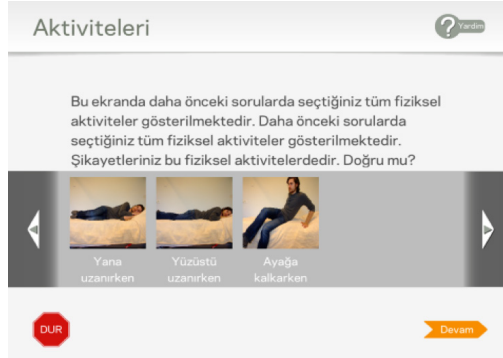 Aktiviteleri
? Yardim
Bu ekranda daha önceki sorularda seçtiğiniz tüm fiziksel
aktiviteler gösterilmektedir. Daha önceki sorularda
seçtiğiniz tüm fiziksel aktiviteler gösterilmektedir.
Şikayetleriniz bu fiziksel aktivitelerdedir. Doğru mu?
Yana
uzanırken
Yüzüstü
uzanırken
Ayağa
kalkarken
DUR
Devam